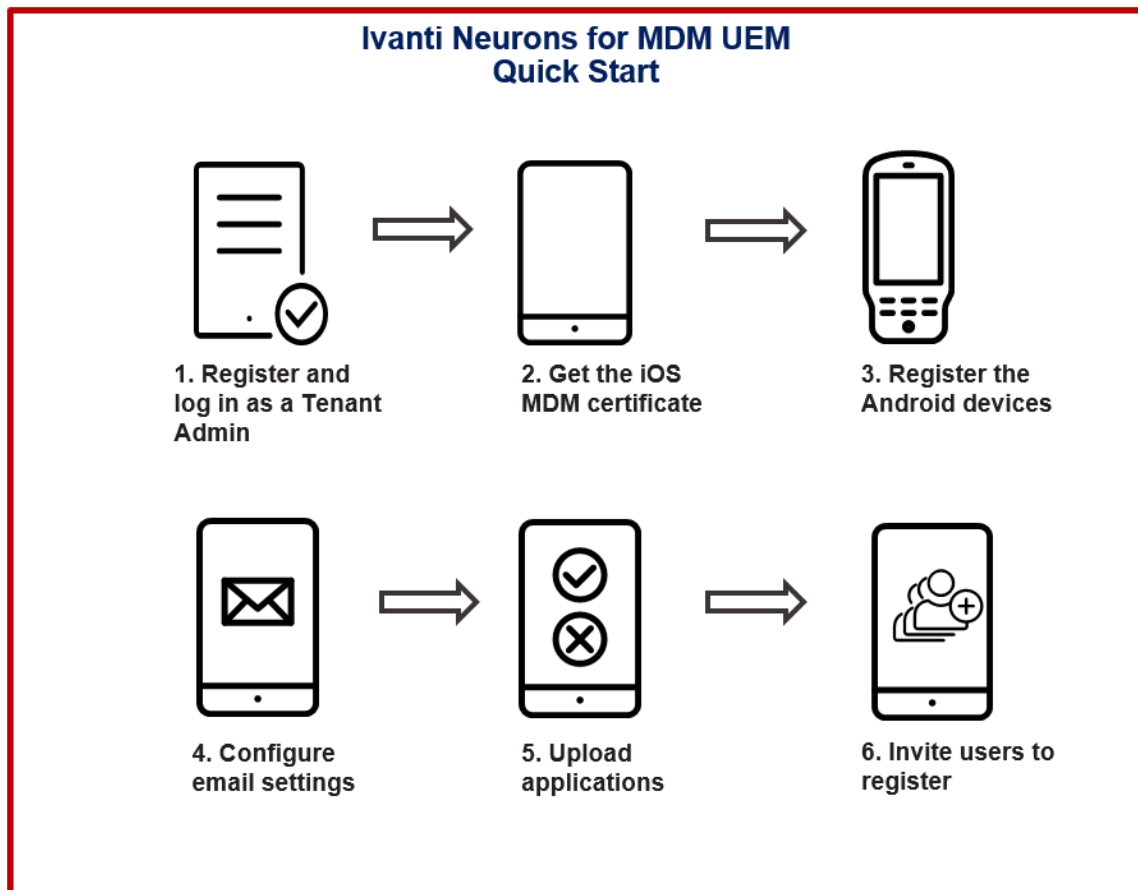 Ivanti Neurons for MDM UEM
Quick Start
1. Register and
log in as a Tenant
Admin
2. Get the iOS
MDM certificate
3. Register the
Android devices
4. Configure
email settings
5. Upload
applications
6. Invite users to
register